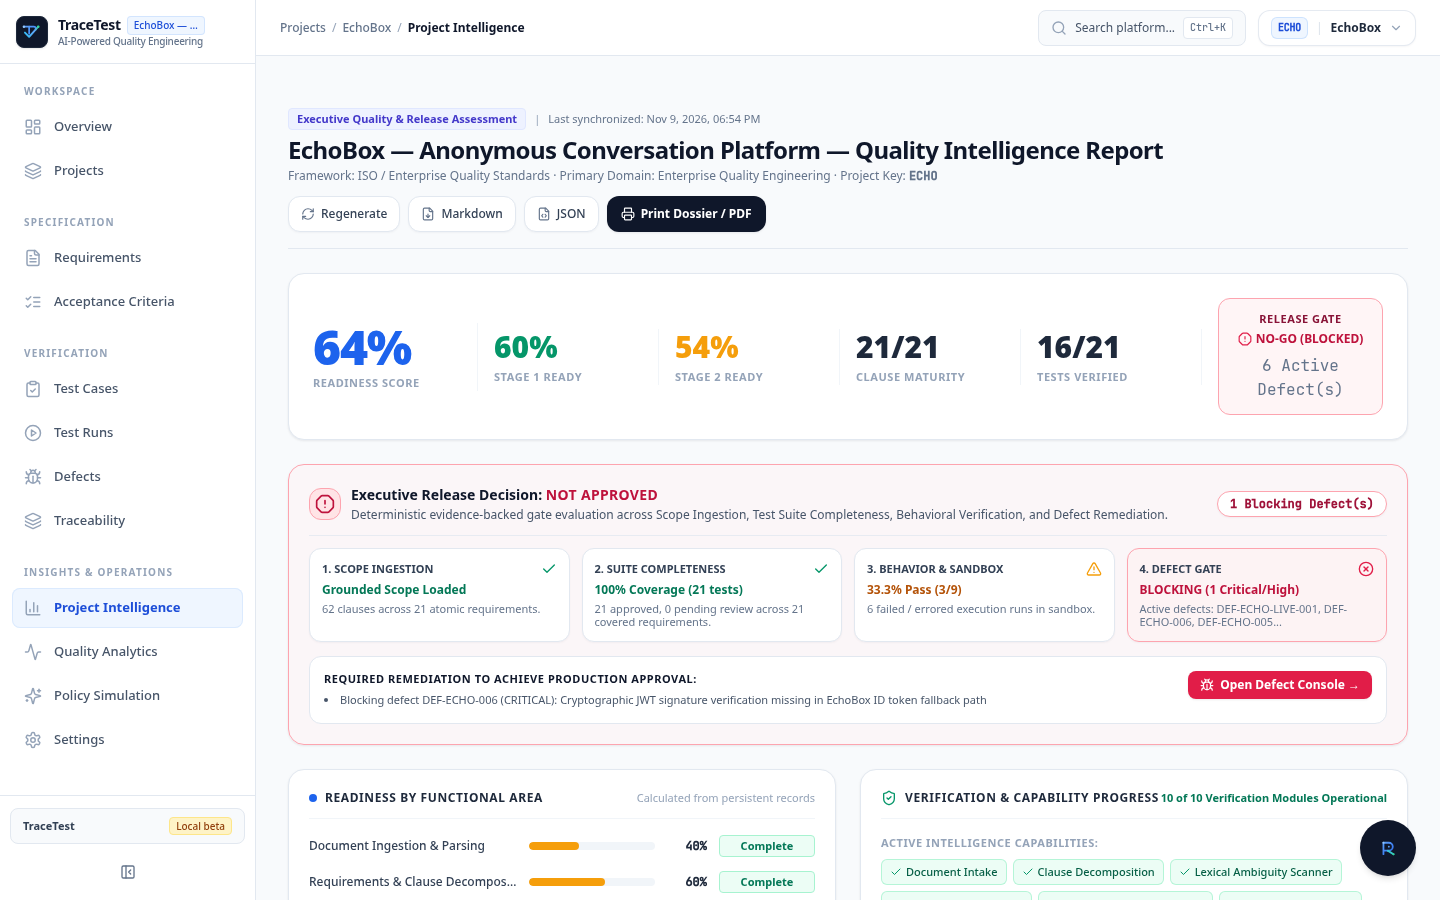 TraceTest
EchoBox — ...
AI-Powered Quality Engineering
WORKSPACE
Overview
Projects
SPECIFICATION
Requirements
Acceptance Criteria
VERIFICATION
Test Cases
Test Runs
Defects
Traceability
INSIGHTS & OPERATIONS
Project Intelligence
Quality Analytics
Policy Simulation
Settings
TraceTest
Local beta
Projects / EchoBox / Project Intelligence
Search platform... Ctrl+K
ECHO EchoBox
Executive Quality & Release Assessment | Last synchronized: Nov 9, 2026, 06:54 PM
EchoBox — Anonymous Conversation Platform — Quality Intelligence Report
Framework: ISO / Enterprise Quality Standards · Primary Domain: Enterprise Quality Engineering · Project Key: ECHO
Regenerate
Markdown
JSON
Print Dossier / PDF
64%
READINESS SCORE
60%
STAGE 1 READY
54%
STAGE 2 READY
21/21
CLAUSE MATURITY
16/21
TESTS VERIFIED
RELEASE GATE
NO-GO (BLOCKED)
6 Active
Defect(s)
Executive Release Decision: NOT APPROVED
Deterministic evidence-backed gate evaluation across Scope Ingestion, Test Suite Completeness, Behavioral Verification, and Defect Remediation.
1 Blocking Defect(s)
1. SCOPE INGESTION
Grounded Scope Loaded
62 clauses across 21 atomic requirements.
2. SUITE COMPLETENESS
100% Coverage (21 tests)
21 approved, 0 pending review across 21
covered requirements.
3. BEHAVIOR & SANDBOX
33.3% Pass (3/9)
6 failed / errored execution runs in sandbox.
4. DEFECT GATE
BLOCKING (1 Critical/High)
Active defects: DEF-ECHO-LIVE-001, DEF-
ECHO-006, DEF-ECHO-005...
REQUIRED REMEDIATION TO ACHIEVE PRODUCTION APPROVAL:
• Blocking defect DEF-ECHO-006 (CRITICAL): Cryptographic JWT signature verification missing in EchoBox ID token fallback path
Open Defect Console →
READINESS BY FUNCTIONAL AREA
Calculated from persistent records
Document Ingestion & Parsing 40% Complete
Requirements & Clause Decompos... 60% Complete
VERIFICATION & CAPABILITY PROGRESS
10 of 10 Verification Modules Operational
ACTIVE INTELLIGENCE CAPABILITIES:
Document Intake
Clause Decomposition
Lexical Ambiguity Scanner